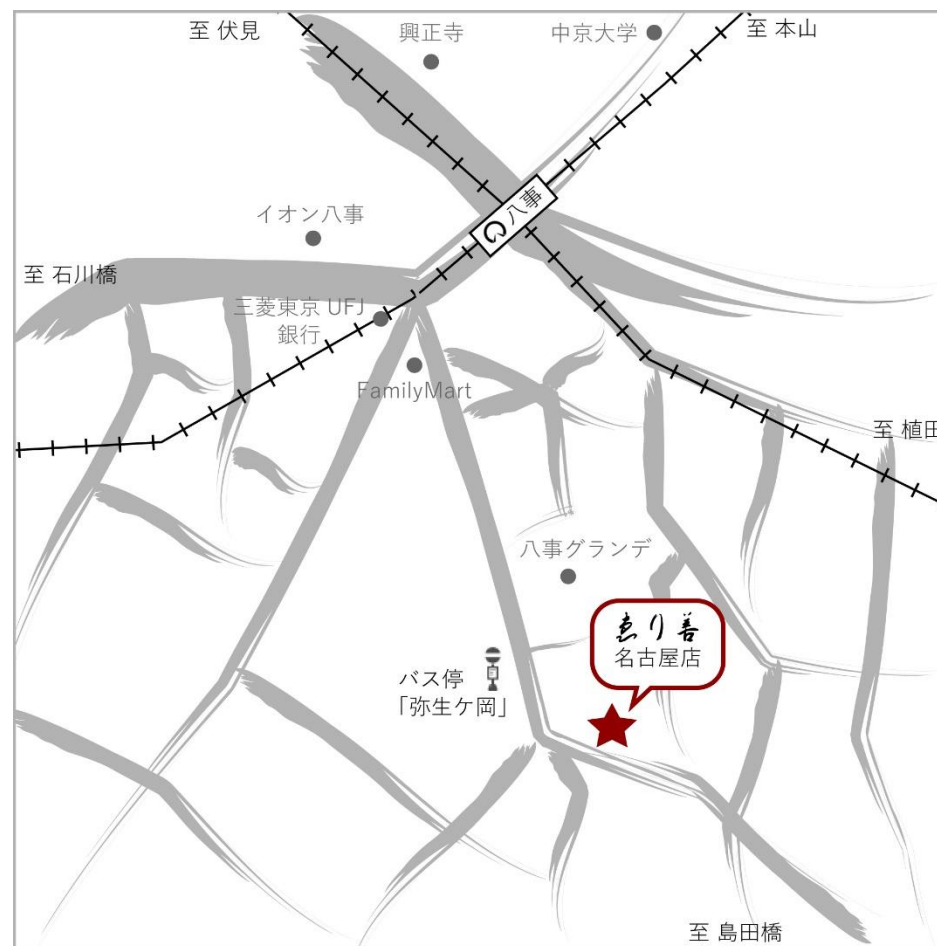 至 伏見
興正寺
中京大学
至 本山
八事
イオン八事
至 石川橋
三菱東京 UFJ
銀行
FamilyMart
至 植田
八事グランデ
ゑり善
名古屋店
バス停
「弥生ケ岡」
至 島田橋